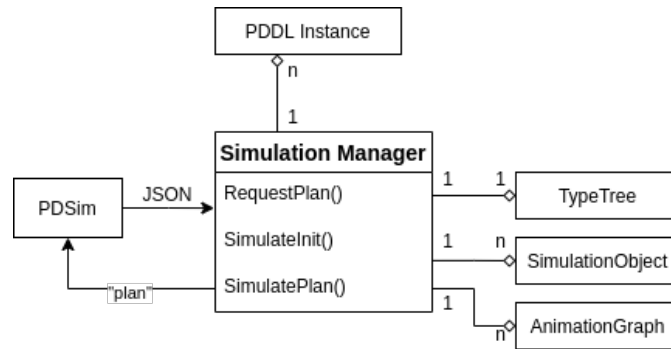 PDDL Instance
n
1
Simulation Manager
RequestPlan()
SimulateInit()
SimulatePlan()
PDSim
JSON
"plan"
1 1
TypeTree
1 n
SimulationObject
1
n
AnimationGraph